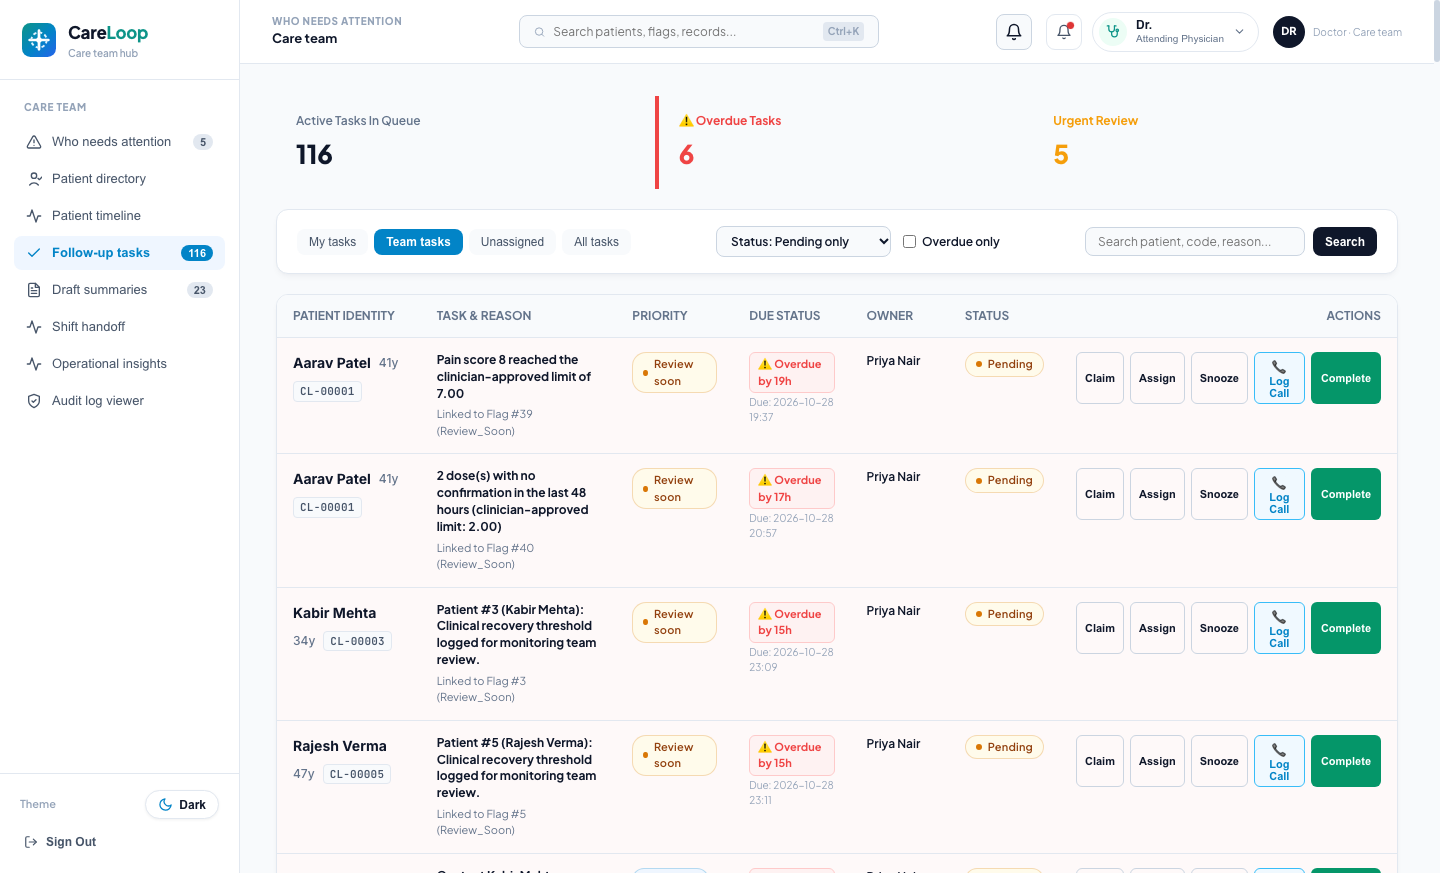 CareLoop
Care team hub
CARE TEAM
Who needs attention 5
Patient directory
Patient timeline
Follow-up tasks 116
Draft summaries 23
Shift handoff
Operational insights
Audit log viewer
Theme Dark
Sign Out
WHO NEEDS ATTENTION
Care team
Search patients, flags, records... Ctrl+K
Dr.
Attending Physician
DR Doctor · Care team
Active Tasks In Queue
116
Overdue Tasks
6
Urgent Review
5
My tasks Team tasks Unassigned All tasks Status: Pending only Overdue only Search patient, code, reason... Search
PATIENT IDENTITY TASK & REASON PRIORITY DUE STATUS OWNER STATUS ACTIONS
Aarav Patel 41y
CL-00001
Pain score 8 reached the
clinician-approved limit of
7.00
Linked to Flag #39
(Review_Soon)
Review
soon
Overdue
by 19h
Due: 2026-10-28
19:37
Priya Nair
Pending
Claim Assign Snooze Log
Call Complete
Aarav Patel 41y
CL-00001
2 dose(s) with no
confirmation in the last 48
hours (clinician-approved
limit: 2.00)
Linked to Flag #40
(Review_Soon)
Review
soon
Overdue
by 17h
Due: 2026-10-28
20:57
Priya Nair
Pending
Claim Assign Snooze Log
Call Complete
Kabir Mehta
34y CL-00003
Patient #3 (Kabir Mehta):
Clinical recovery threshold
logged for monitoring team
review.
Linked to Flag #3
(Review_Soon)
Review
soon
Overdue
by 15h
Due: 2026-10-28
23:09
Priya Nair
Pending
Claim Assign Snooze Log
Call Complete
Rajesh Verma
47y CL-00005
Patient #5 (Rajesh Verma):
Clinical recovery threshold
logged for monitoring team
review.
Linked to Flag #5
(Review_Soon)
Review
soon
Overdue
by 15h
Due: 2026-10-28
23:11
Priya Nair
Pending
Claim Assign Snooze Log
Call Complete